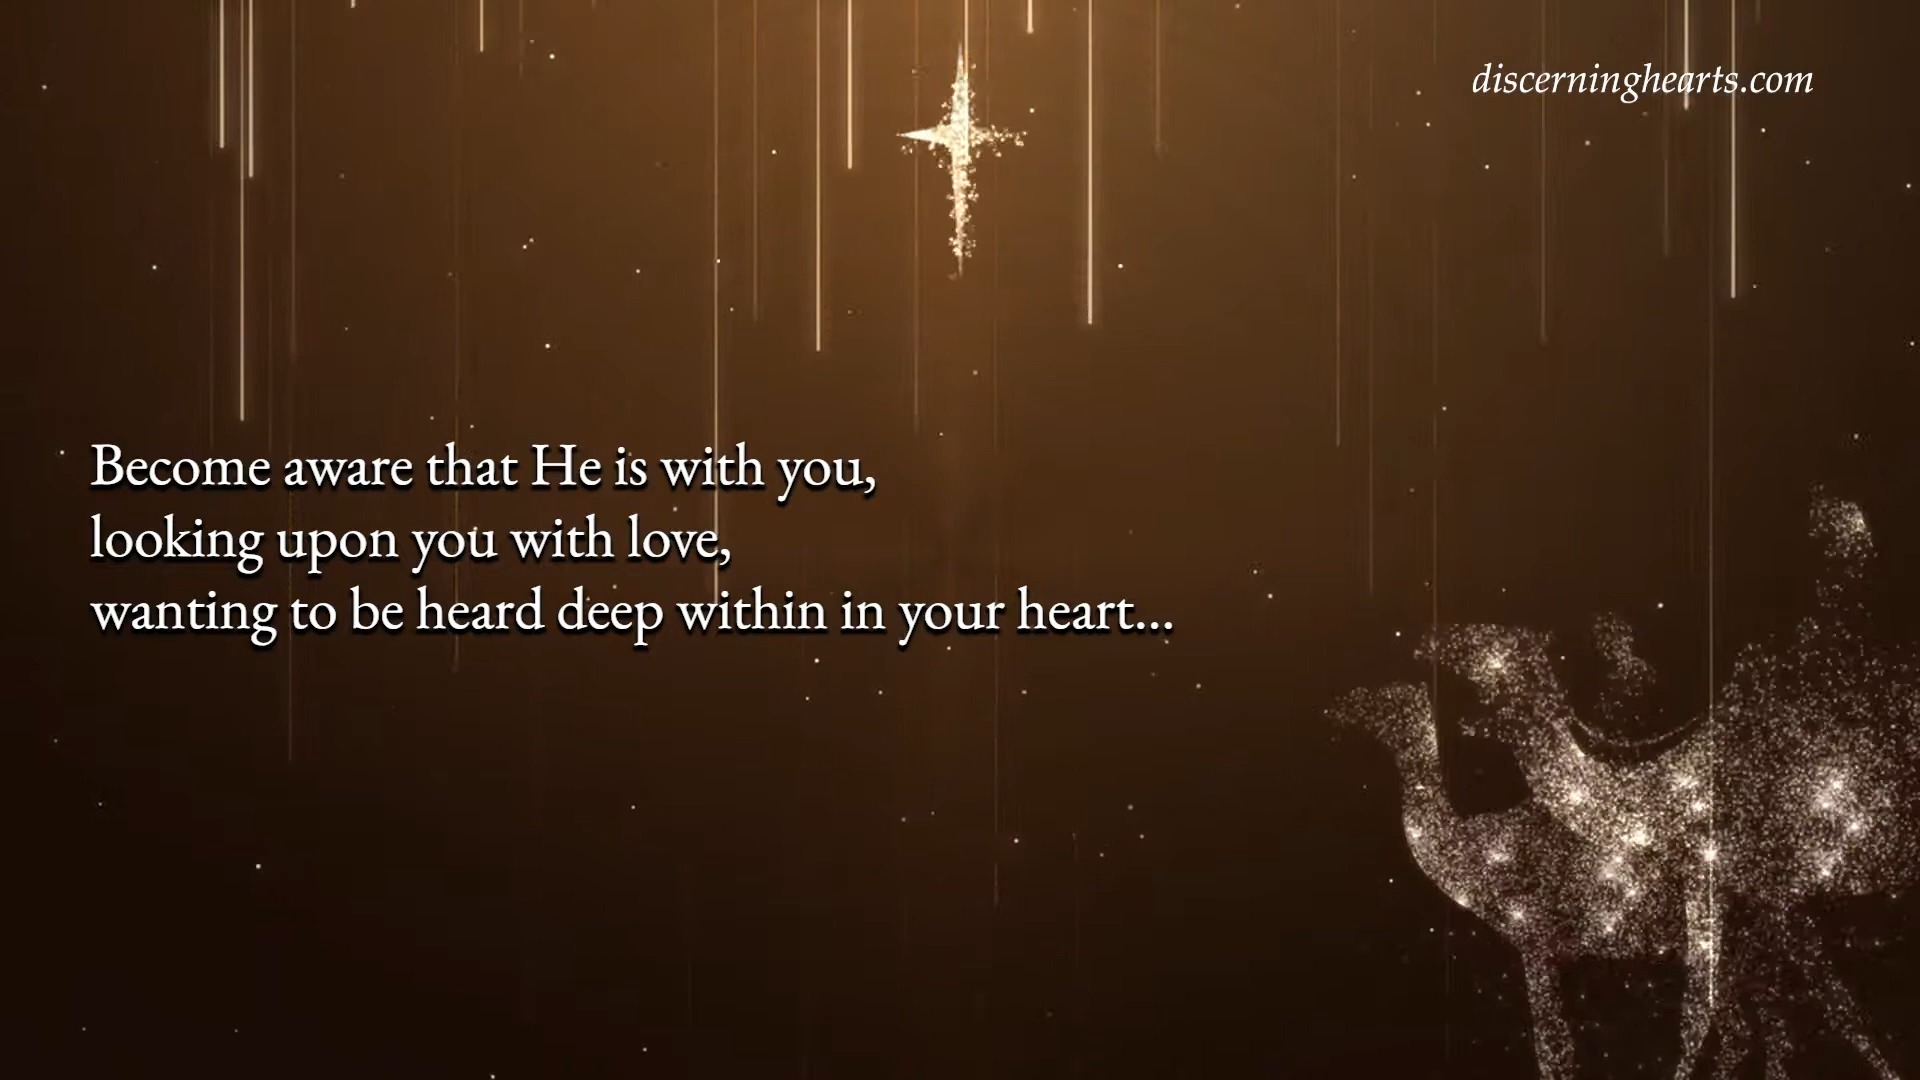 discerninghearts.com
Become aware that He is with you,
looking upon you with love,
wanting to be heard deep within in your heart...